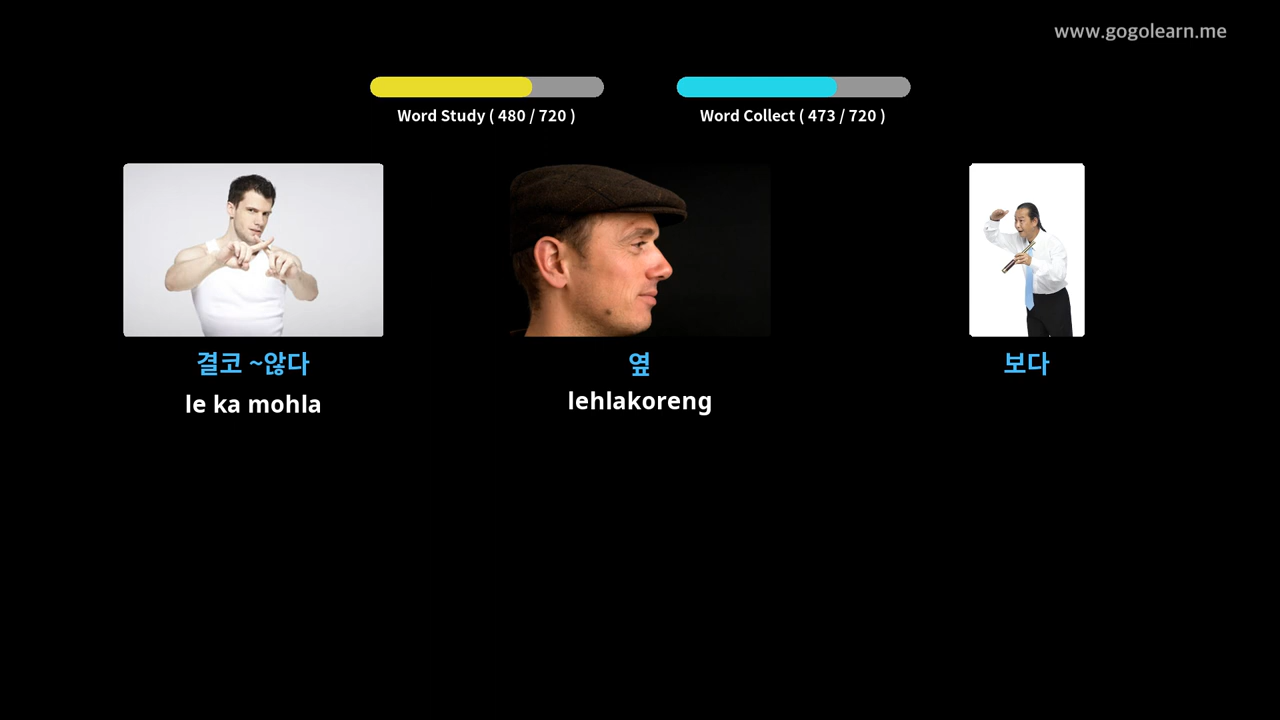 www.gogolearn.me
Word Study ( 480 / 720 )
Word Collect ( 473 / 720 )
결코 ~않다
옆
보다
le ka mohla
lehlakoreng